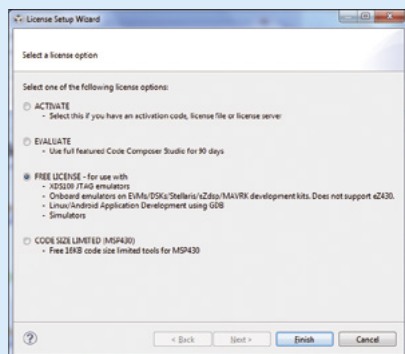 License Setup Wizard
Select a license option
Select one of the following license options:
ACTIVATE
- Select this if you have an activation code, license file or license server
EVALUATE
- Use full featured Code Composer Studio for 90 days
FREE LICENSE - for use with
- XDS100 JTAG emulators
- Onboard emulators on EVMs/DSKs/Stellaris/eZdsp/MAVRK development kits. Does not support eZ430.
- Linux/Android Application Development using GDB
- Simulators
CODE SIZE LIMITED (MSP430)
- Free 16KB code size limited tools for MSP430
? < Back Next > Finish Cancel